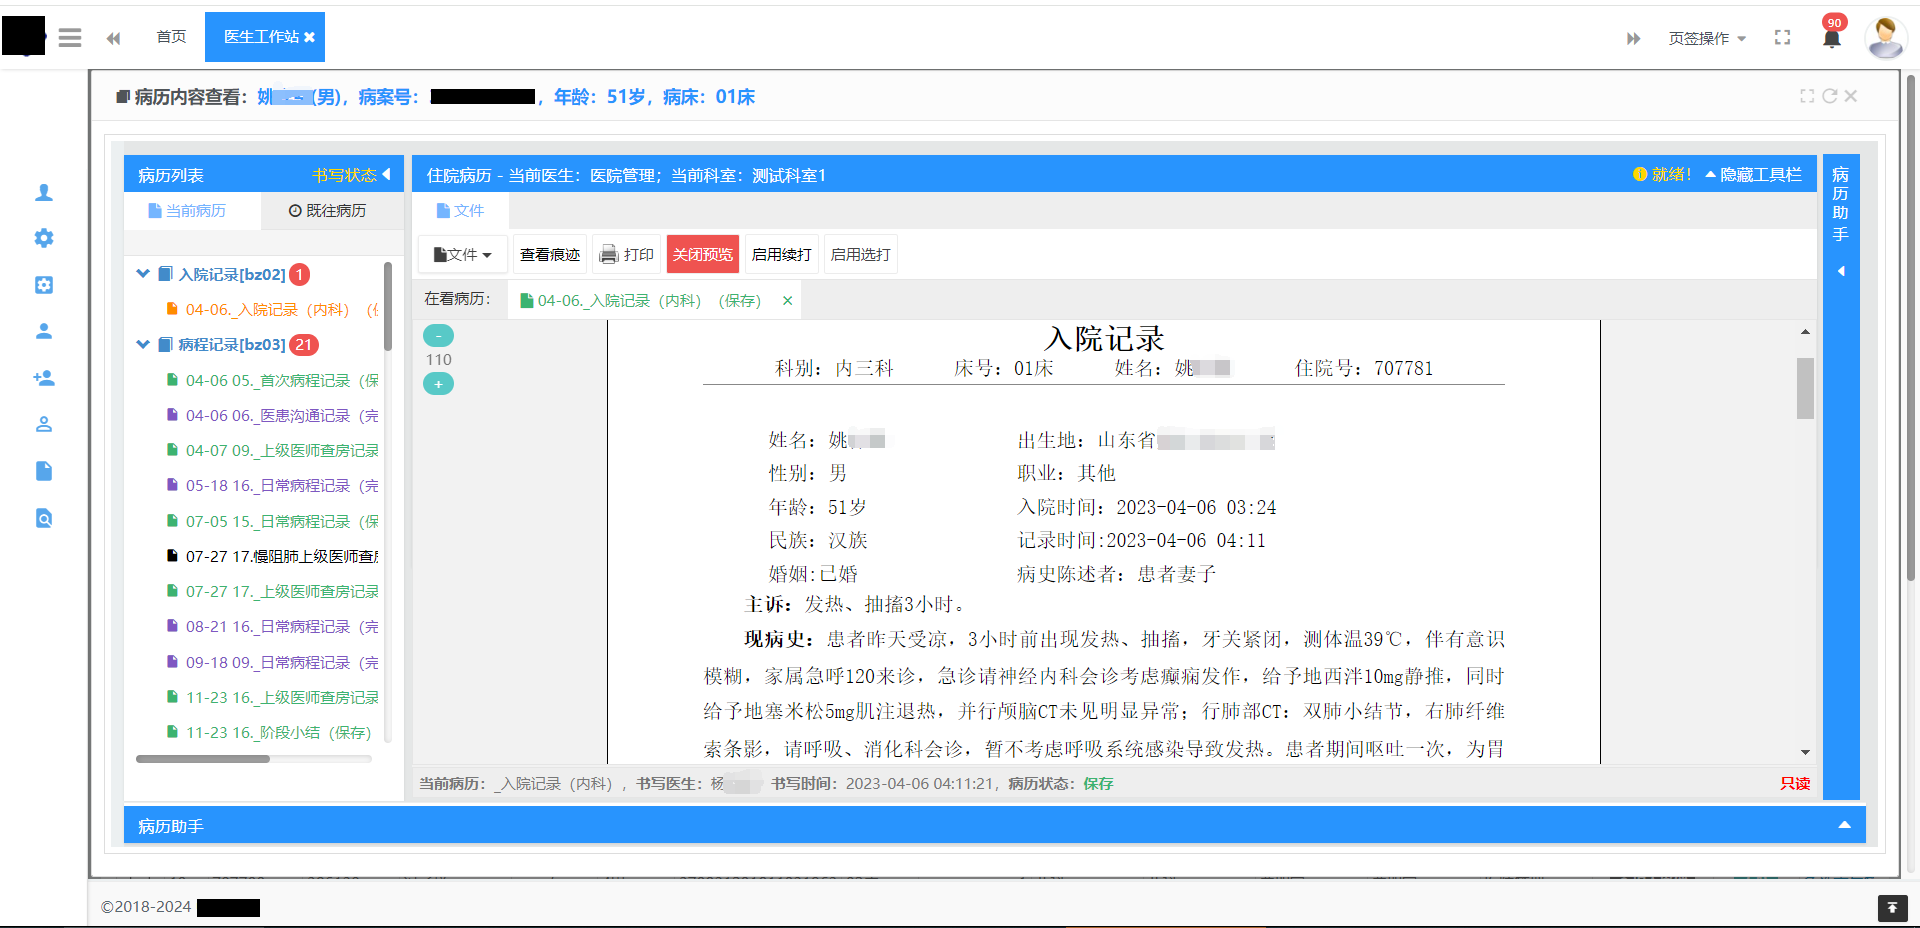 首页
医生工作站
页签操作
90
病历内容查看：姚 (男)，病案号： ，年龄：51岁，病床：01床
病历列表
书写状态
当前病历
既往病历
入院记录[bz02] 1
04-06._入院记录（内科）
病程记录[bz03] 21
04-06 05._首次病程记录（保
04-06 06._医患沟通记录（完
04-07 09._上级医师查房记录
05-18 16._日常病程记录（完
07-05 15._日常病程记录（保
07-27 17.慢阻肺上级医师查房
07-27 17._上级医师查房记录
08-21 16._日常病程记录（完
09-18 09._日常病程记录（完
11-23 16._上级医师查房记录
11-23 16._阶段小结（保存）
住院病历 - 当前医生：医院管理；当前科室：测试科室1
就绪！
隐藏工具栏
文件
文件
查看痕迹
打印
关闭预览
启用续打
启用选打
在看病历：
04-06._入院记录（内科）（保存）
110
入院记录
科别：内三科 床号：01床 姓名：姚 住院号：707781
姓名：姚 出生地：山东省
性别：男 职业：其他
年龄：51岁 入院时间：2023-04-06 03:24
民族：汉族 记录时间:2023-04-06 04:11
婚姻:已婚 病史陈述者：患者妻子
主诉：发热、抽搐3小时。
现病史：患者昨天受凉，3小时前出现发热、抽搐，牙关紧闭，测体温39℃，伴有意识
模糊，家属急呼120来诊，急诊请神经内科会诊考虑癫痫发作，给予地西泮10mg静推，同时
给予地塞米松5mg肌注退热，并行颅脑CT未见明显异常；行肺部CT：双肺小结节，右肺纤维
索条影，请呼吸、消化科会诊，暂不考虑呼吸系统感染导致发热。患者期间呕吐一次，为胃
当前病历：_入院记录（内科），书写医生：杨 书写时间：2023-04-06 04:11:21，病历状态：保存
只读
病历助手
病历助手
©2018-2024